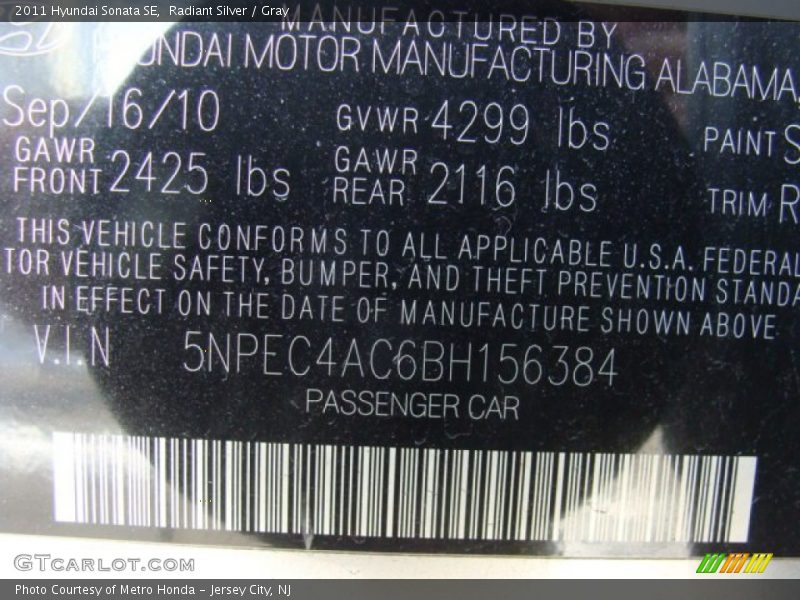 2011 Hyundai Sonata SE,  Radiant Silver / Gray
MANUFACTURED BY
HYUNDAI MOTOR MANUFACTURING ALABAMA,
Sep/16/10 GVWR 4299 lbs PAINT S
GAWR FRONT 2425 lbs GAWR REAR 2116 lbs TRIM R
THIS VEHICLE CONFORMS TO ALL APPLICABLE U.S.A. FEDERAL
TOR VEHICLE SAFETY, BUMPER, AND THEFT PREVENTION STANDA
IN EFFECT ON THE DATE OF MANUFACTURE SHOWN ABOVE
V.I.N 5NPEC4AC6BH156384
PASSENGER CAR
GTCARLOT.COM
Photo Courtesy of Metro Honda – Jersey City, NJ